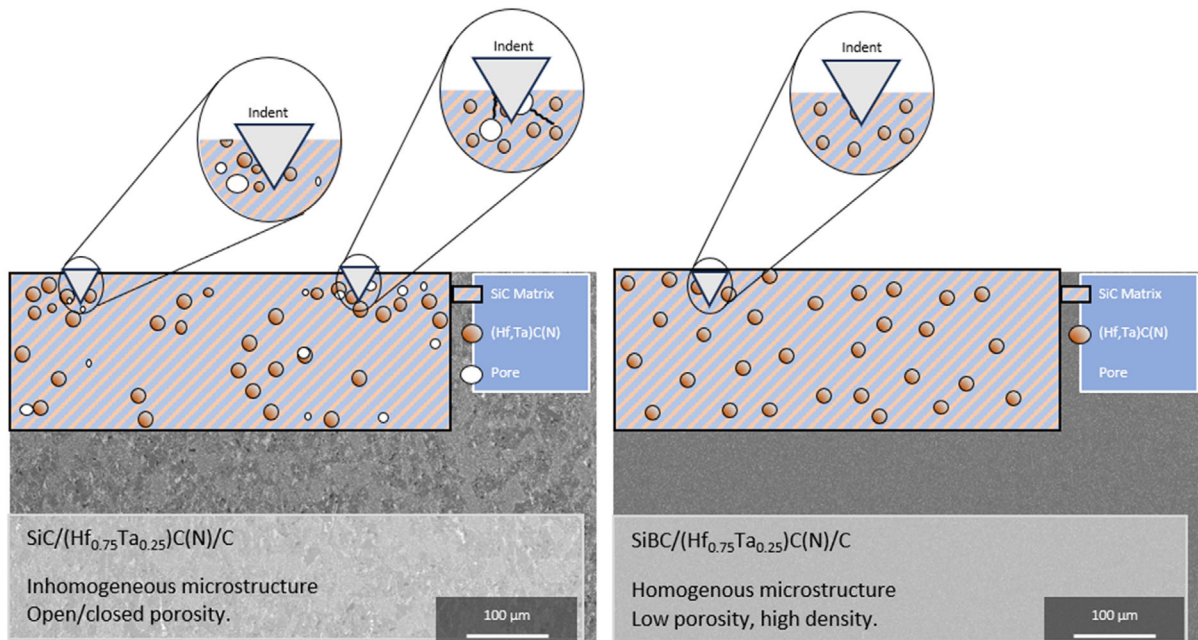 Indent
Indent
SiC Matrix
(Hf,Ta)C(N)
Pore
SiC/(Hf0.75Ta0.25)C(N)/C
Inhomogeneous microstructure
Open/closed porosity.
100 µm
Indent
SiC Matrix
(Hf,Ta)C(N)
Pore
SiBC/(Hf0.75Ta0.25)C(N)/C
Homogenous microstructure
Low porosity, high density.
100 µm